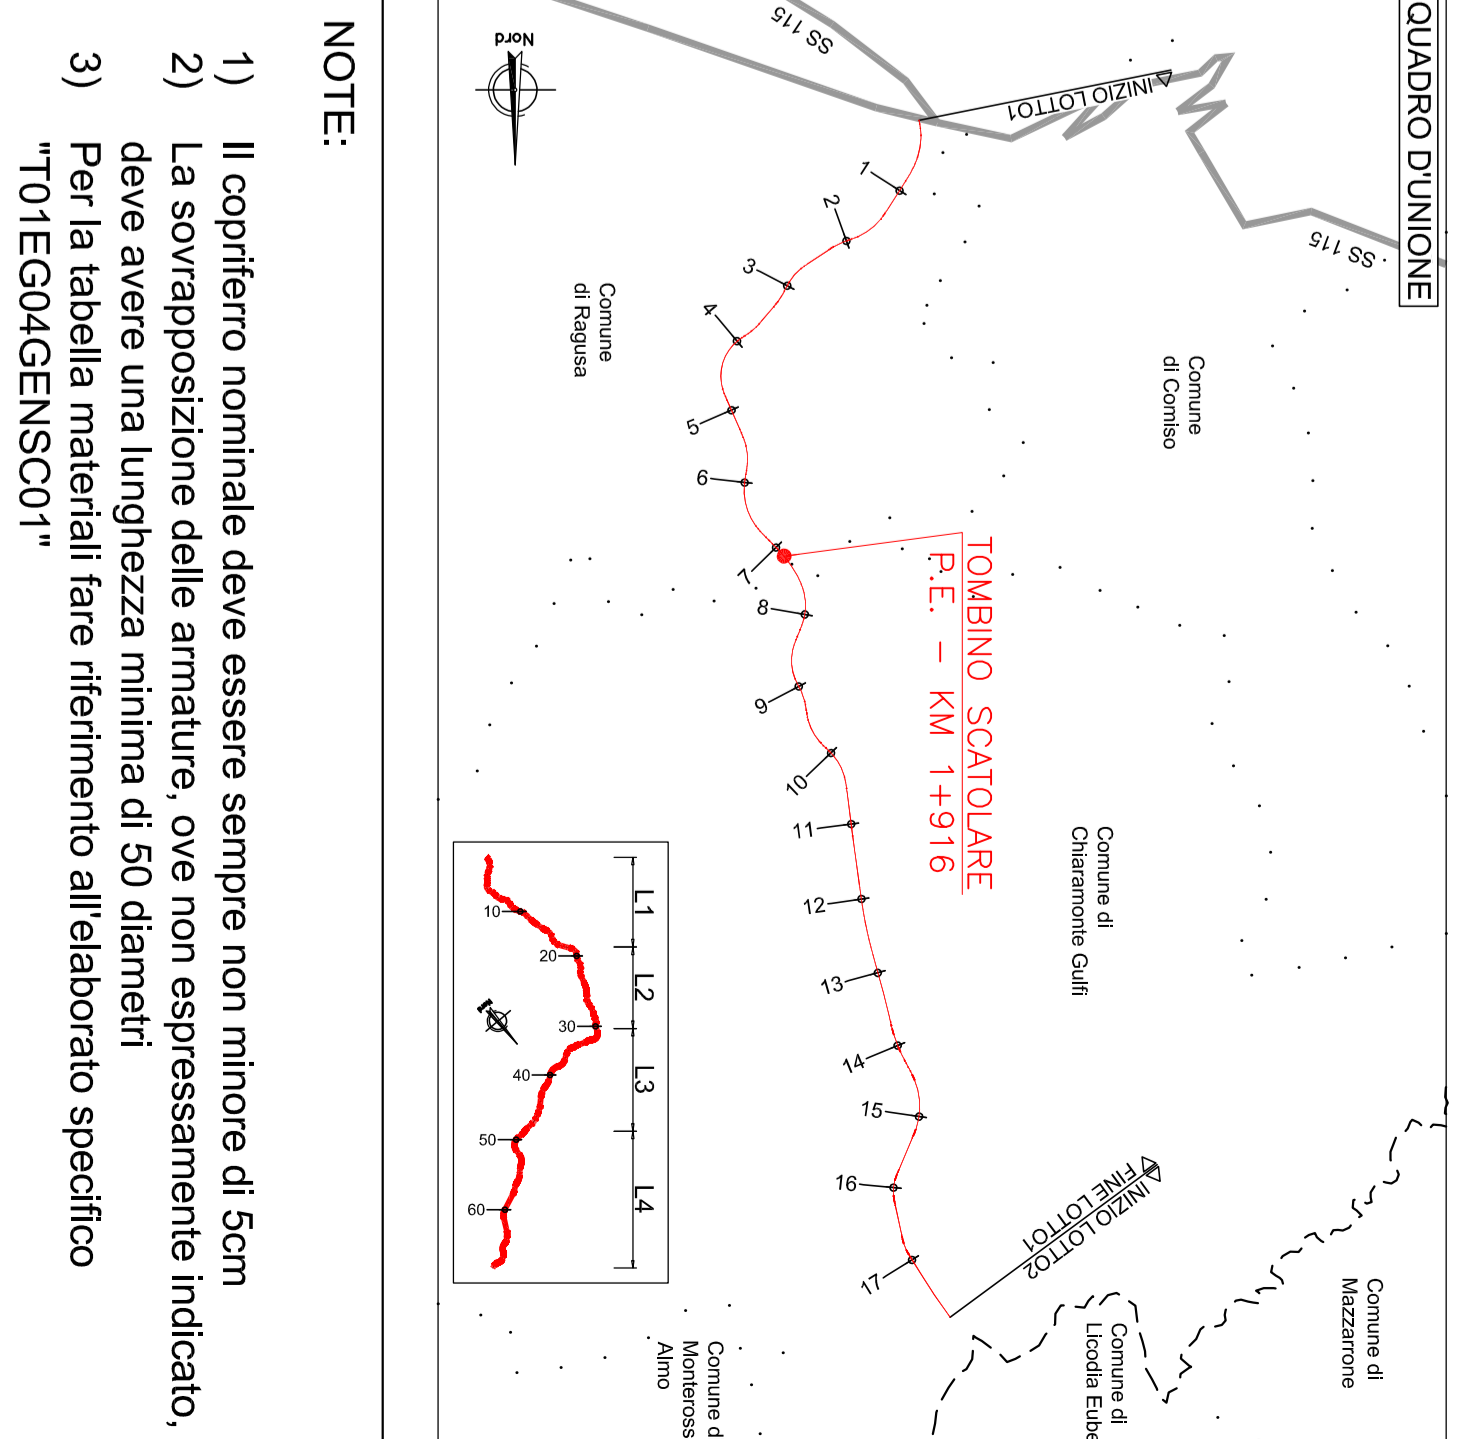 QUADRO D'UNIONE
SS 115
SS 115
INIZIO LOTTO1
Nord
Comune
di Comiso
Comune
di Ragusa
1
2
3
4
5
6
7
8
9
10
11
12
13
14
15
16
17
TOMBINO SCATOLARE
P.E. - KM 1+916
Comune di
Chiaramonte Gulfi
INIZIO LOTTO2
FINE LOTTO1
Comune di
Mazzarrone
Comune di
Licodia Eube
Comune d
Monteross
Almo
L1
L2
L3
L4
10
20
30
40
50
60
NOTE:
1) Il copriferro nominale deve essere sempre non minore di 5cm
2) La sovrapposizione delle armature, ove non espressamente indicato,
deve avere una lunghezza minima di 50 diametri
3) Per la tabella materiali fare riferimento all'elaborato specifico
"T01EG04GENSC01"